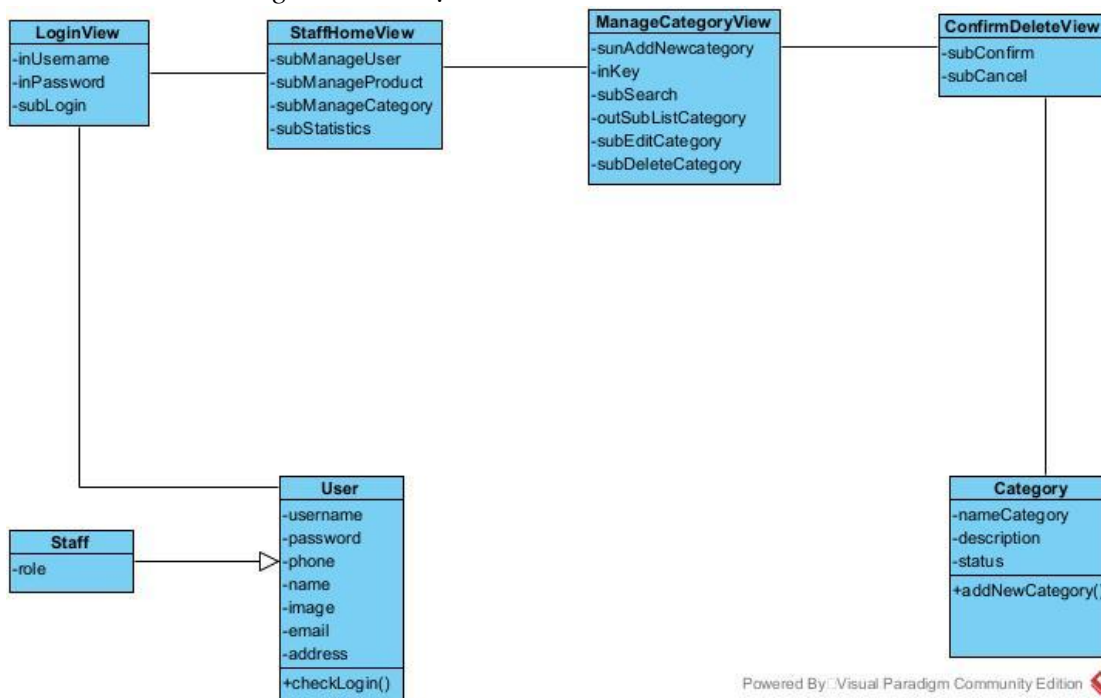 LoginView
-inUsername
-inPassword
-subLogin
StaffHomeView
-subManageUser
-subManageProduct
-subManageCategory
-subStatistics
ManageCategoryView
-sunAddNewcategory
-inKey
-subSearch
-outSubListCategory
-subEditCategory
-subDeleteCategory
ConfirmDeleteView
-subConfirm
-subCancel
Staff
-role
User
-username
-password
-phone
-name
-image
-email
-address
+checkLogin()
Category
-nameCategory
-description
-status
+addNewCategory()
Powered By Visual Paradigm Community Edition